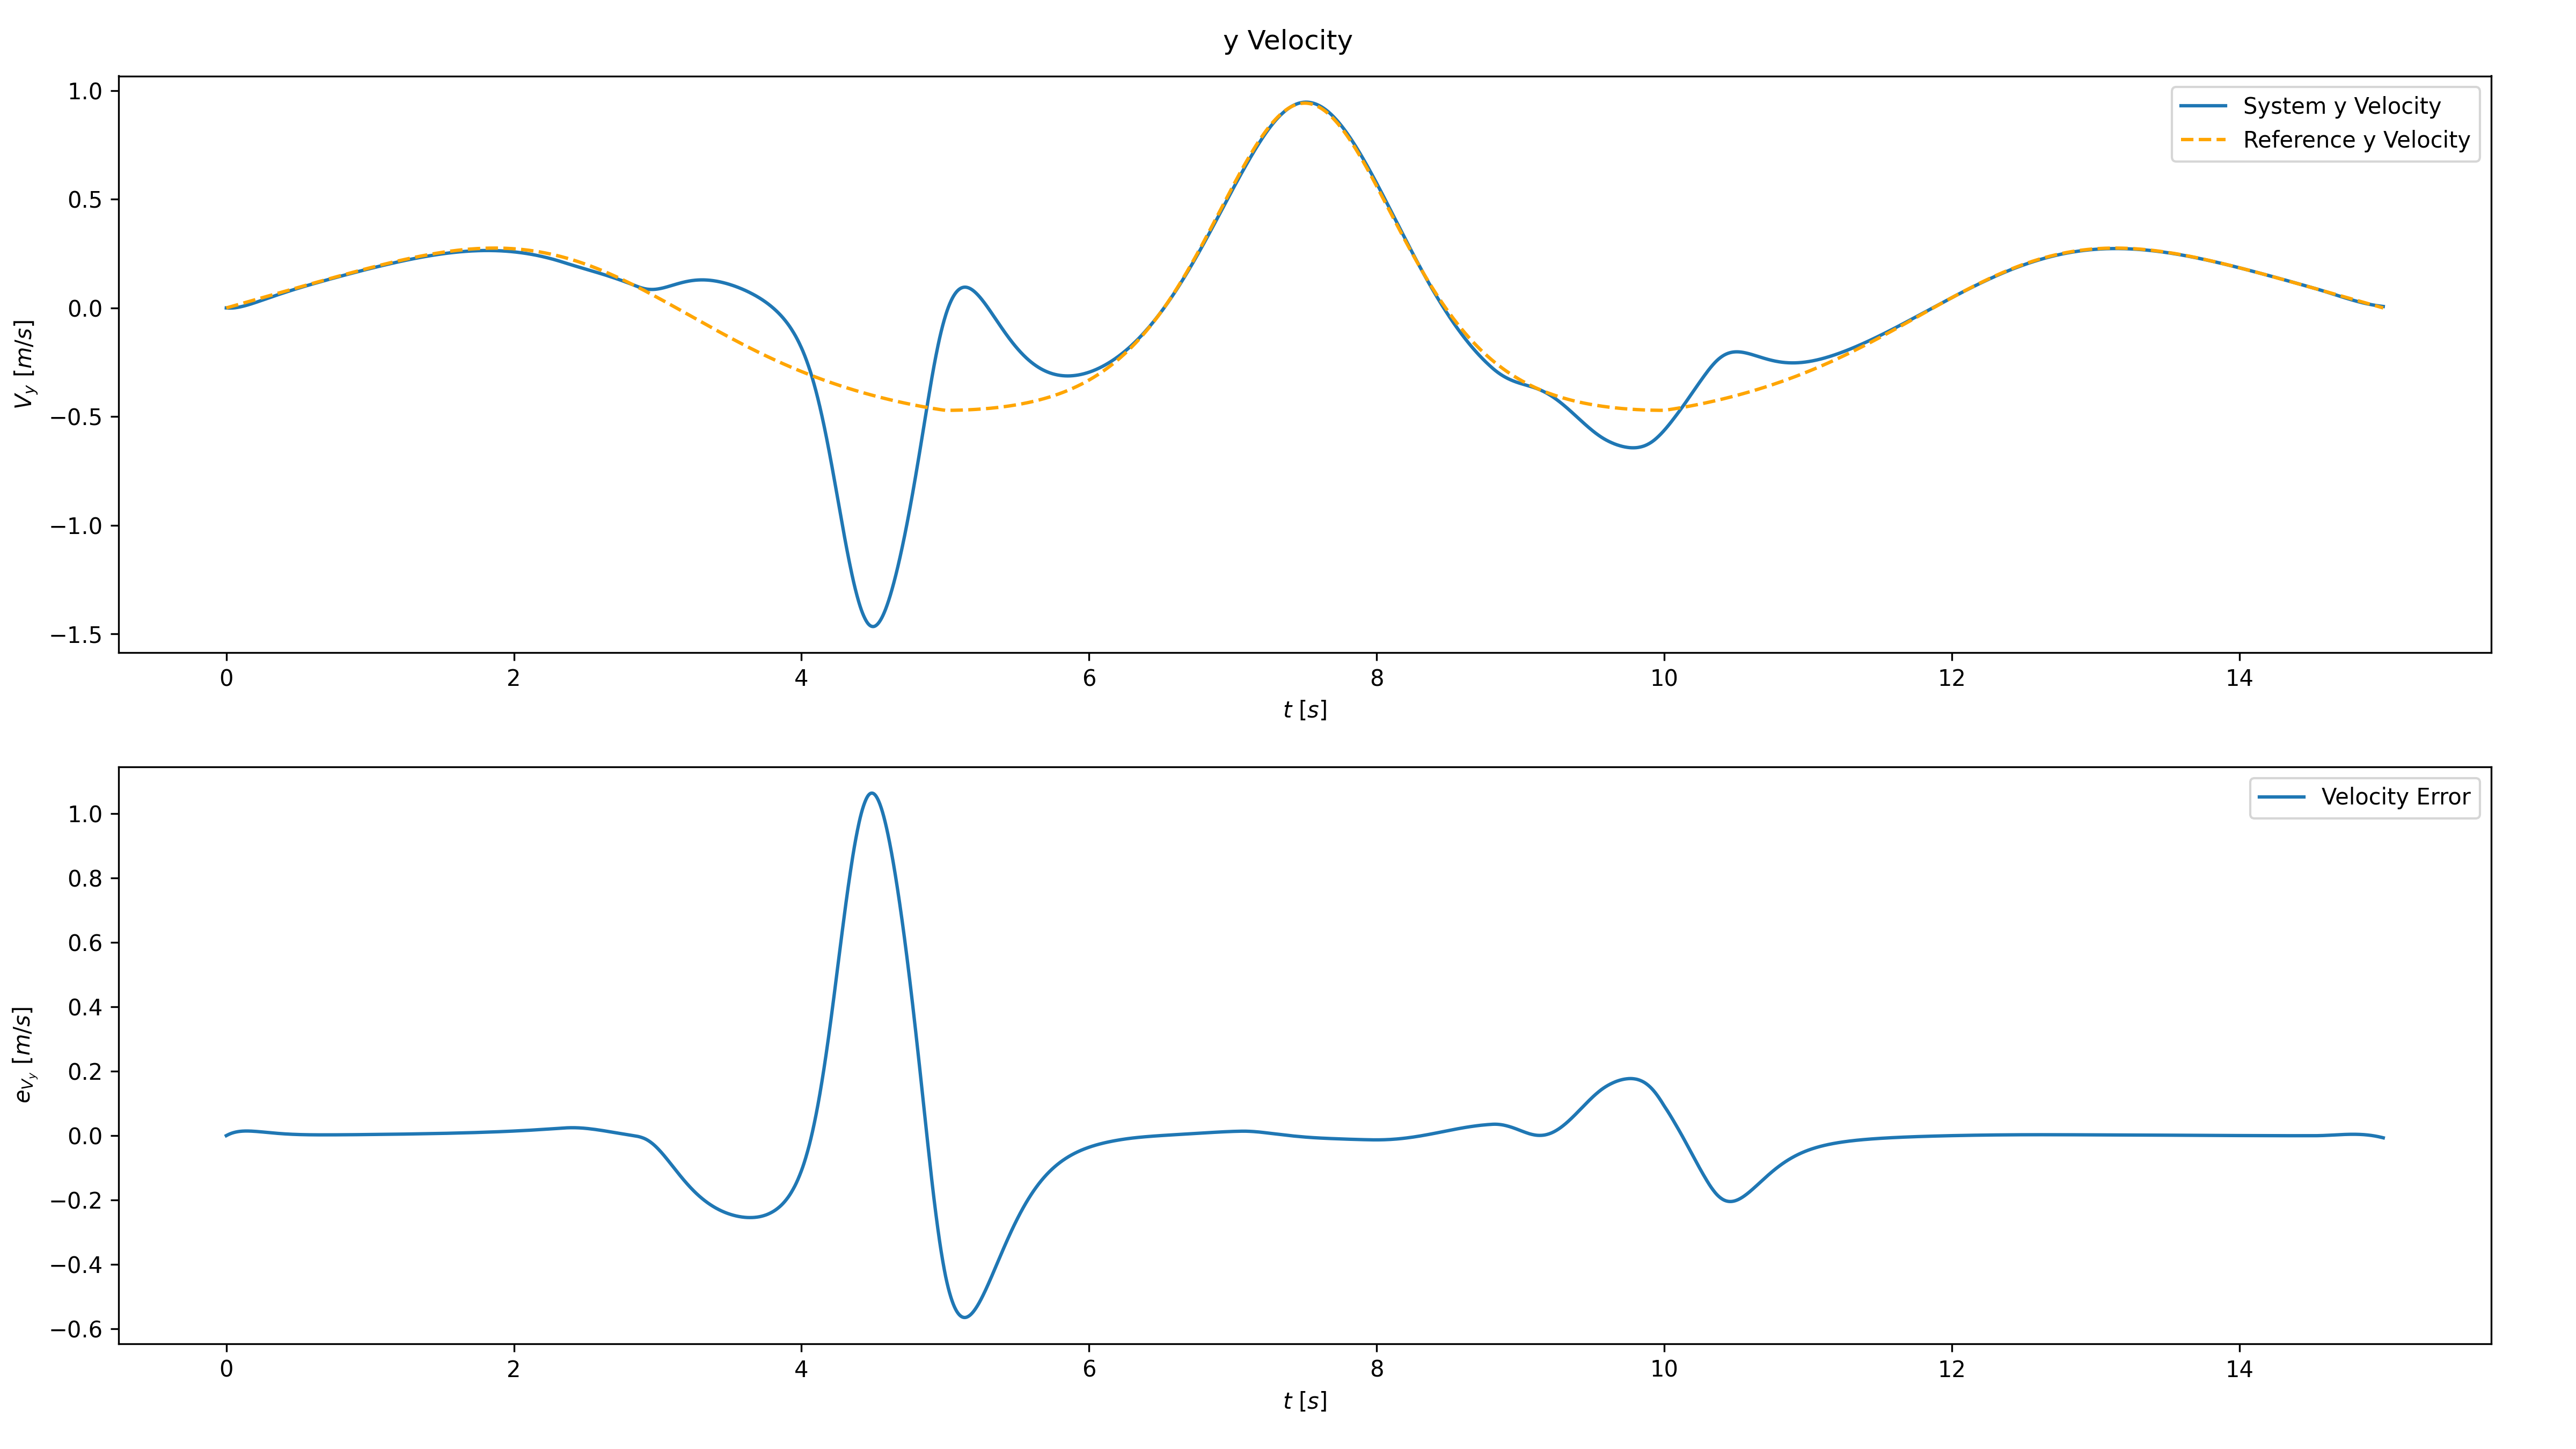 y Velocity
1.0
0.5
0.0
−0.5
−1.0
−1.5
V_y [m/s]
System y Velocity
Reference y Velocity
0 2 4 6 8 10 12 14
t [s]
1.0
0.8
0.6
0.4
0.2
0.0
−0.2
−0.4
−0.6
e_{V_y} [m/s]
Velocity Error
0 2 4 6 8 10 12 14
t [s]